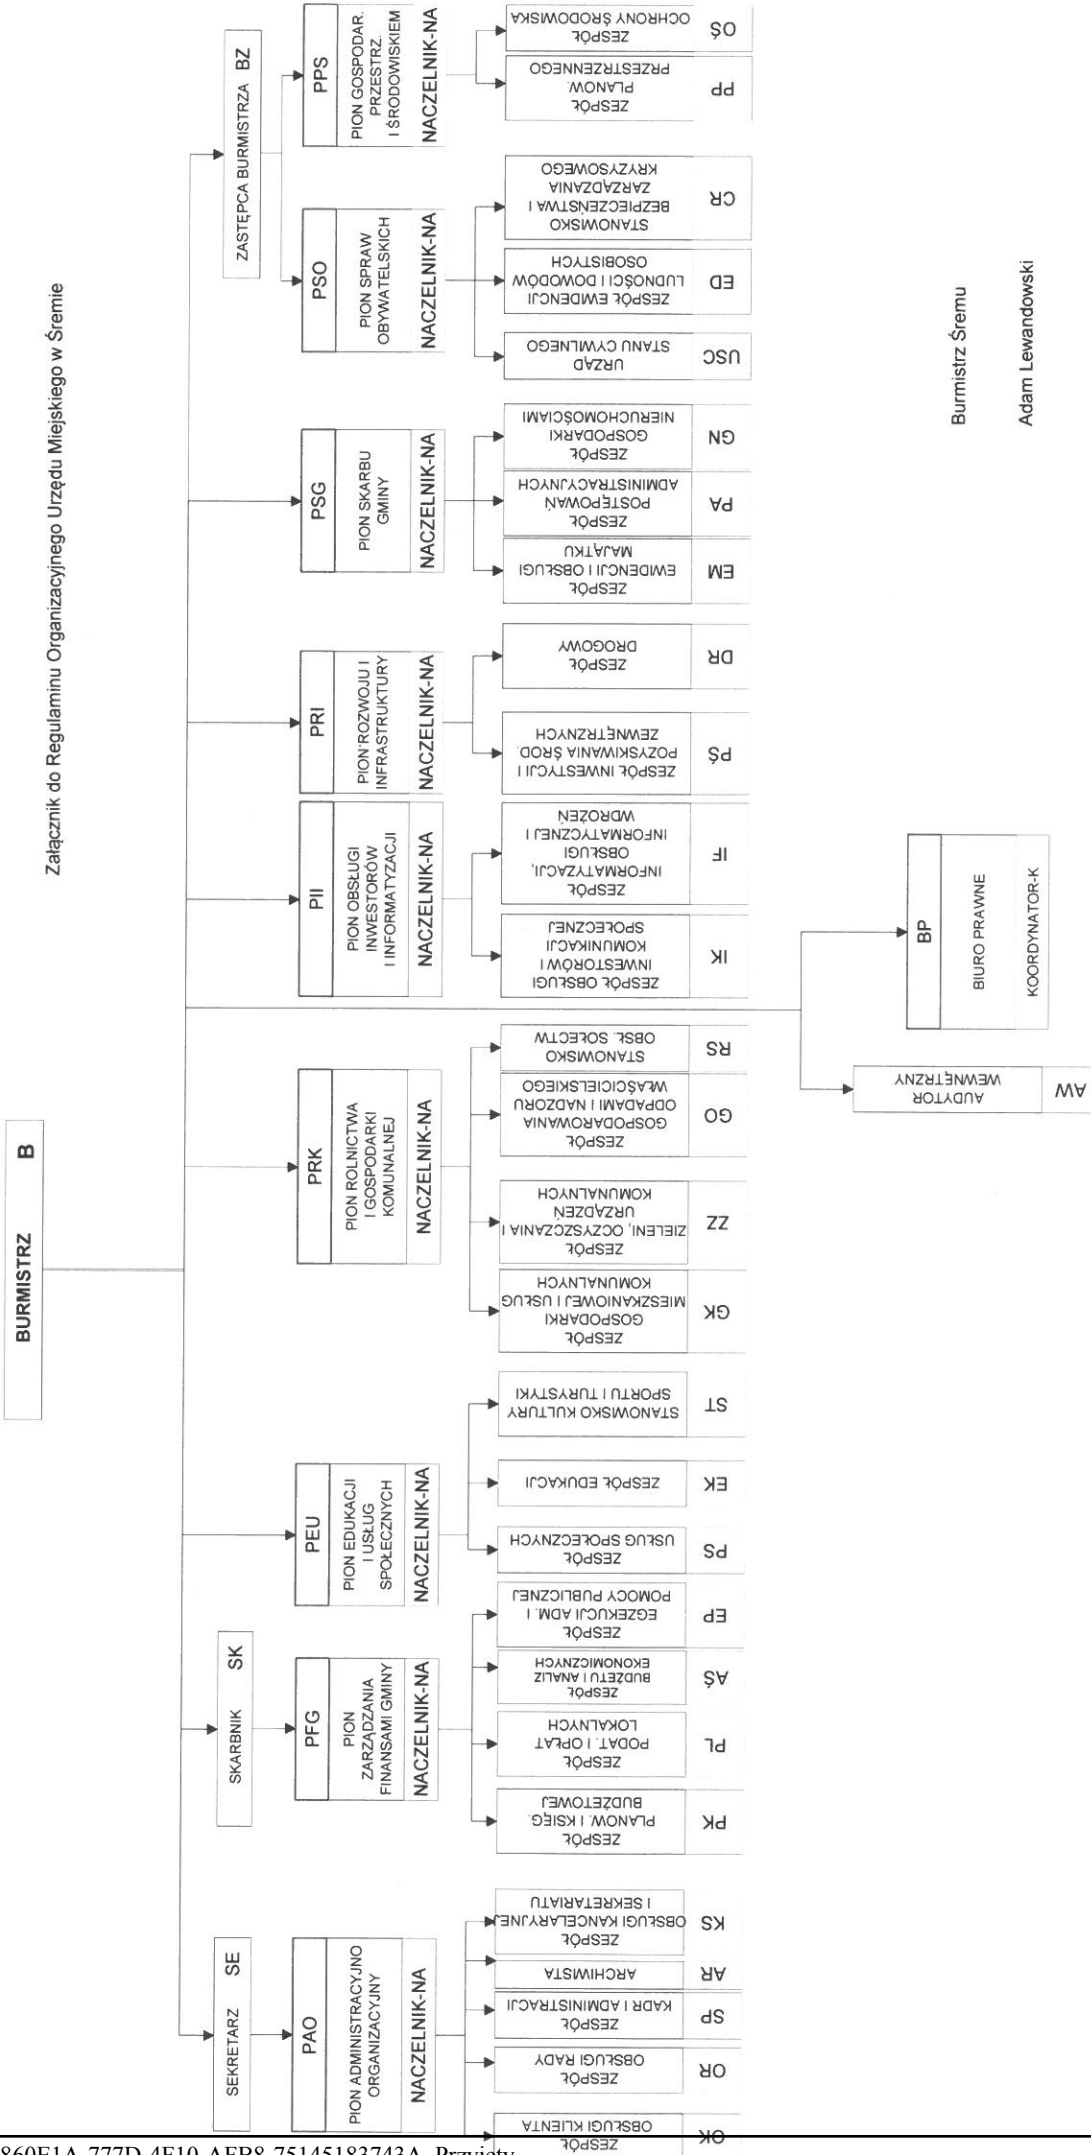 Załącznik do Regulaminu Organizacyjnego Urzędu Miejskiego w Śremie
BURMISTRZ B
SEKRETARZ SE
SKARBNIK SK
ZASTĘPCA BURMISTRZA BZ
PAO
PION ADMINISTRACYJNO
ORGANIZACYJNY
NACZELNIK-NA
PFG
PION
ZARZĄDZANIA
FINANSAMI GMINY
NACZELNIK-NA
PEU
PION EDUKACJI
I USŁUG
SPOŁECZNYCH
NACZELNIK-NA
PRK
PION ROLNICTWA
I GOSPODARKI
KOMUNALNEJ
NACZELNIK-NA
PII
PION OBSŁUGI
INWESTORÓW
I INFORMATYZACJI
NACZELNIK-NA
PRI
PION ROZWOJU I
INFRASTRUKTURY
NACZELNIK-NA
PSG
PION SKARBU
GMINY
NACZELNIK-NA
PSO
PION SPRAW
OBYWATELSKICH
NACZELNIK-NA
PPS
PION GOSPODAR.
PRZESTRZ.
I ŚRODOWISKIEM
NACZELNIK-NA
ZESPÓŁ
OBSŁUGI KLIENTA
OK
ZESPÓŁ
OBSŁUGI RADY
OR
ZESPÓŁ
KADR I ADMINISTRACJI
SP
ARCHIWISTA
AR
ZESPÓŁ
OBSŁUGI KANCELARYJNEJ
I SEKRETARIATU
KS
ZESPÓŁ
PLANOW. I KSIĘG.
BUDŻETOWEJ
PK
ZESPÓŁ
PODAT. I OPŁAT
LOKALNYCH
PL
ZESPÓŁ
BUDŻETU I ANALIZ
EKONOMICZNYCH
AŚ
ZESPÓŁ
EGZEKUCJI ADM. I
POMOCY PUBLICZNEJ
EP
ZESPÓŁ
USŁUG SPOŁECZNYCH
PS
ZESPÓŁ EDUKACJI
EK
STANOWISKO KULTURY
SPORTU I TURYSTYKI
ST
ZESPÓŁ
GOSPODARKI
MIESZKANIOWEJ I USŁUG
KOMUNALNYCH
GK
ZESPÓŁ
ZIELENI, OCZYSZCZANIA I
URZĄDZEŃ
KOMUNALNYCH
ZZ
ZESPÓŁ
GOSPODAROWANIA
ODPADAMI I NADZORU
WŁAŚCICIELSKIEGO
GO
STANOWISKO
OBSŁ. SOŁECTW
RS
ZESPÓŁ OBSŁUGI
INWESTORÓW I
KOMUNIKACJI
SPOŁECZNEJ
IK
ZESPÓŁ
INFORMATYZACJI,
OBSŁUGI
INFORMATYCZNEJ I
WDROŻEŃ
IF
ZESPÓŁ INWESTYCJI I
POZYSKIWANIA ŚROD.
ZEWNĘTRZNYCH
PŚ
ZESPÓŁ
DROGOWY
DR
ZESPÓŁ
EWIDENCJI I OBSŁUGI
MAJĄTKU
EM
ZESPÓŁ
POSTĘPOWAŃ
ADMINISTRACYJNYCH
PA
ZESPÓŁ
GOSPODARKI
NIERUCHOMOŚCIAMI
GN
URZĄD
STANU CYWILNEGO
USC
ZESPÓŁ EWIDENCJI
LUDNOŚCI I DOWODÓW
OSOBISTYCH
ED
STANOWISKO
BEZPIECZEŃSTWA I
ZARZĄDZANIA
KRYZYSOWEGO
CR
ZESPÓŁ
PLANOW.
PRZESTRZENNEGO
PP
ZESPÓŁ
OCHRONY ŚRODOWISKA
OŚ
AUDYTOR
WEWNĘTRZNY
AW
BP
BIURO PRAWNE
KOORDYNATOR-K
Burmistrz Śremu
Adam Lewandowski